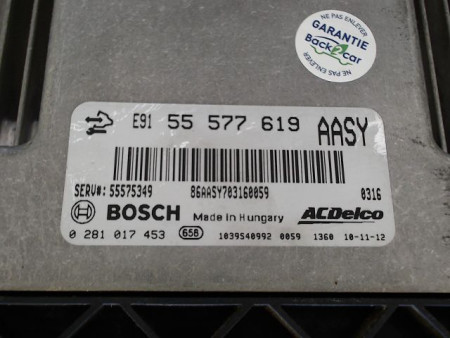 NE PAS ENLEVER
GARANTIE
Back2car
NE PAS ENLEVER
E91 55 577 619 AASY
SERV#: 55575349 86AASY703160059 0316
BOSCH Made in Hungary ACDelco
0 281 017 453 658 1039S40992 0059 1360 10-11-12